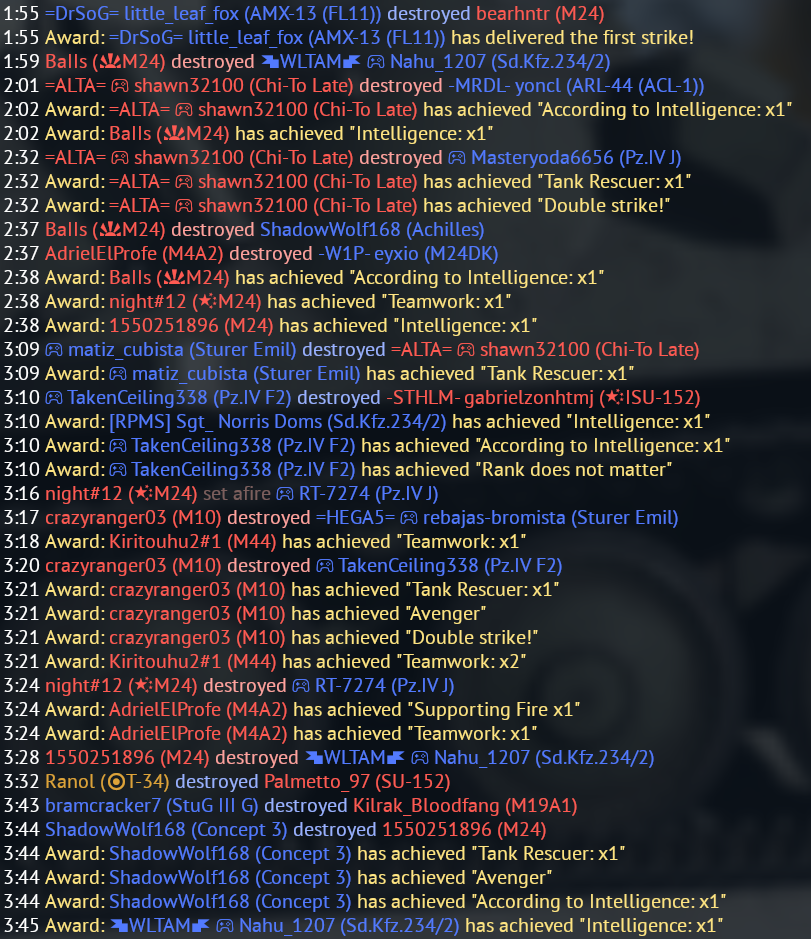 1:55 =DrSoG= little_leaf_fox (AMX-13 (FL11)) destroyed bearhntr (M24)
1:55 Award: =DrSoG= little_leaf_fox (AMX-13 (FL11)) has delivered the first strike!
1:59 BaIIs (M24) destroyed WLTAM Nahu_1207 (Sd.Kfz.234/2)
2:01 =ALTA= shawn32100 (Chi-To Late) destroyed -MRDL- yoncl (ARL-44 (ACL-1))
2:02 Award: =ALTA= shawn32100 (Chi-To Late) has achieved "According to Intelligence: x1"
2:02 Award: BaIIs (M24) has achieved "Intelligence: x1"
2:32 =ALTA= shawn32100 (Chi-To Late) destroyed Masteryoda6656 (Pz.IV J)
2:32 Award: =ALTA= shawn32100 (Chi-To Late) has achieved "Tank Rescuer: x1"
2:32 Award: =ALTA= shawn32100 (Chi-To Late) has achieved "Double strike!"
2:37 BaIIs (M24) destroyed ShadowWolf168 (Achilles)
2:37 AdrielElProfe (M4A2) destroyed -W1P- eyxio (M24DK)
2:38 Award: BaIIs (M24) has achieved "According to Intelligence: x1"
2:38 Award: night#12 (M24) has achieved "Teamwork: x1"
2:38 Award: 1550251896 (M24) has achieved "Intelligence: x1"
3:09 matiz_cubista (Sturer Emil) destroyed =ALTA= shawn32100 (Chi-To Late)
3:09 Award: matiz_cubista (Sturer Emil) has achieved "Tank Rescuer: x1"
3:10 TakenCeiling338 (Pz.IV F2) destroyed -STHLM- gabrielzonhtmj (ISU-152)
3:10 Award: [RPMS] Sgt_ Norris Doms (Sd.Kfz.234/2) has achieved "Intelligence: x1"
3:10 Award: TakenCeiling338 (Pz.IV F2) has achieved "According to Intelligence: x1"
3:10 Award: TakenCeiling338 (Pz.IV F2) has achieved "Rank does not matter"
3:16 night#12 (M24) set afire RT-7274 (Pz.IV J)
3:17 crazyranger03 (M10) destroyed =HEGA5= rebajas-bromista (Sturer Emil)
3:18 Award: Kiritouhu2#1 (M44) has achieved "Teamwork: x1"
3:20 crazyranger03 (M10) destroyed TakenCeiling338 (Pz.IV F2)
3:21 Award: crazyranger03 (M10) has achieved "Tank Rescuer: x1"
3:21 Award: crazyranger03 (M10) has achieved "Avenger"
3:21 Award: crazyranger03 (M10) has achieved "Double strike!"
3:21 Award: Kiritouhu2#1 (M44) has achieved "Teamwork: x2"
3:24 night#12 (M24) destroyed RT-7274 (Pz.IV J)
3:24 Award: AdrielElProfe (M4A2) has achieved "Supporting Fire x1"
3:24 Award: AdrielElProfe (M4A2) has achieved "Teamwork: x1"
3:28 1550251896 (M24) destroyed WLTAM Nahu_1207 (Sd.Kfz.234/2)
3:32 Ranol (T-34) destroyed Palmetto_97 (SU-152)
3:43 bramcracker7 (StuG III G) destroyed Kilrak_Bloodfang (M19A1)
3:44 ShadowWolf168 (Concept 3) destroyed 1550251896 (M24)
3:44 Award: ShadowWolf168 (Concept 3) has achieved "Tank Rescuer: x1"
3:44 Award: ShadowWolf168 (Concept 3) has achieved "Avenger"
3:44 Award: ShadowWolf168 (Concept 3) has achieved "According to Intelligence: x1"
3:45 Award: WLTAM Nahu_1207 (Sd.Kfz.234/2) has achieved "Intelligence: x1"